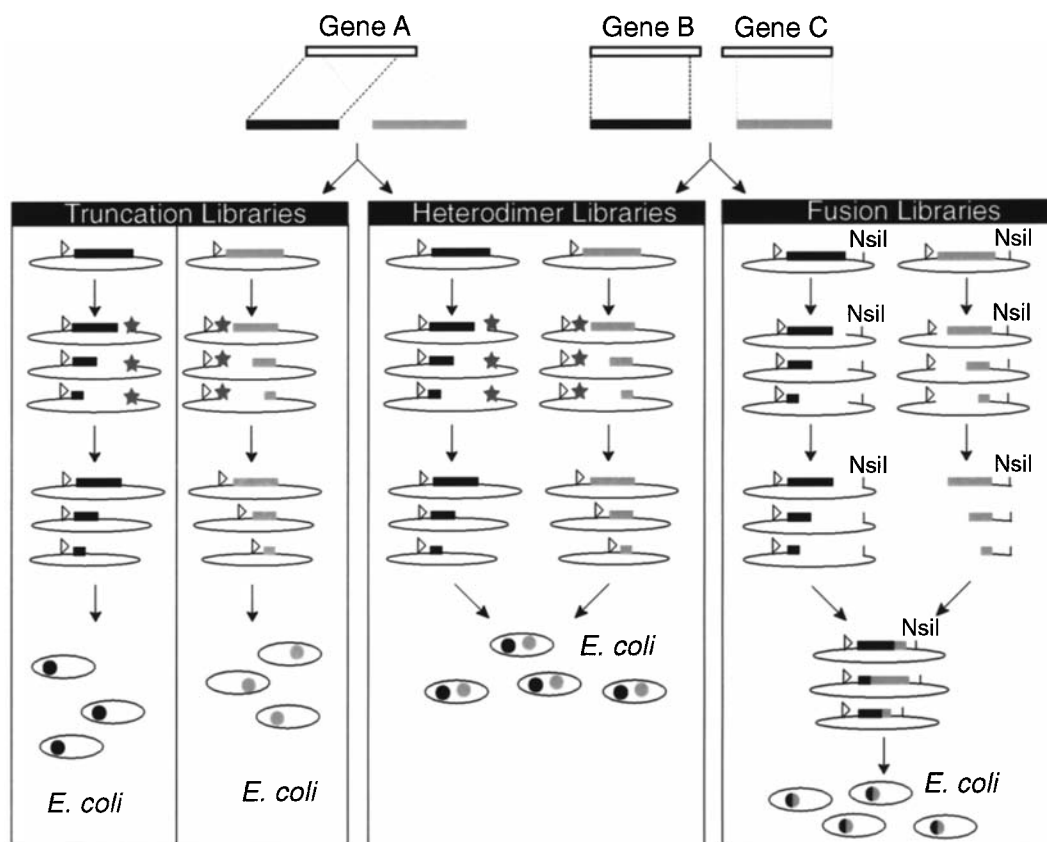 Gene A
Gene B
Gene C
Truncation Libraries
Heterodimer Libraries
Fusion Libraries
NsiI
NsiI
NsiI
NsiI
NsiI
NsiI
NsiI
E. coli
E. coli
E. coli
E. coli